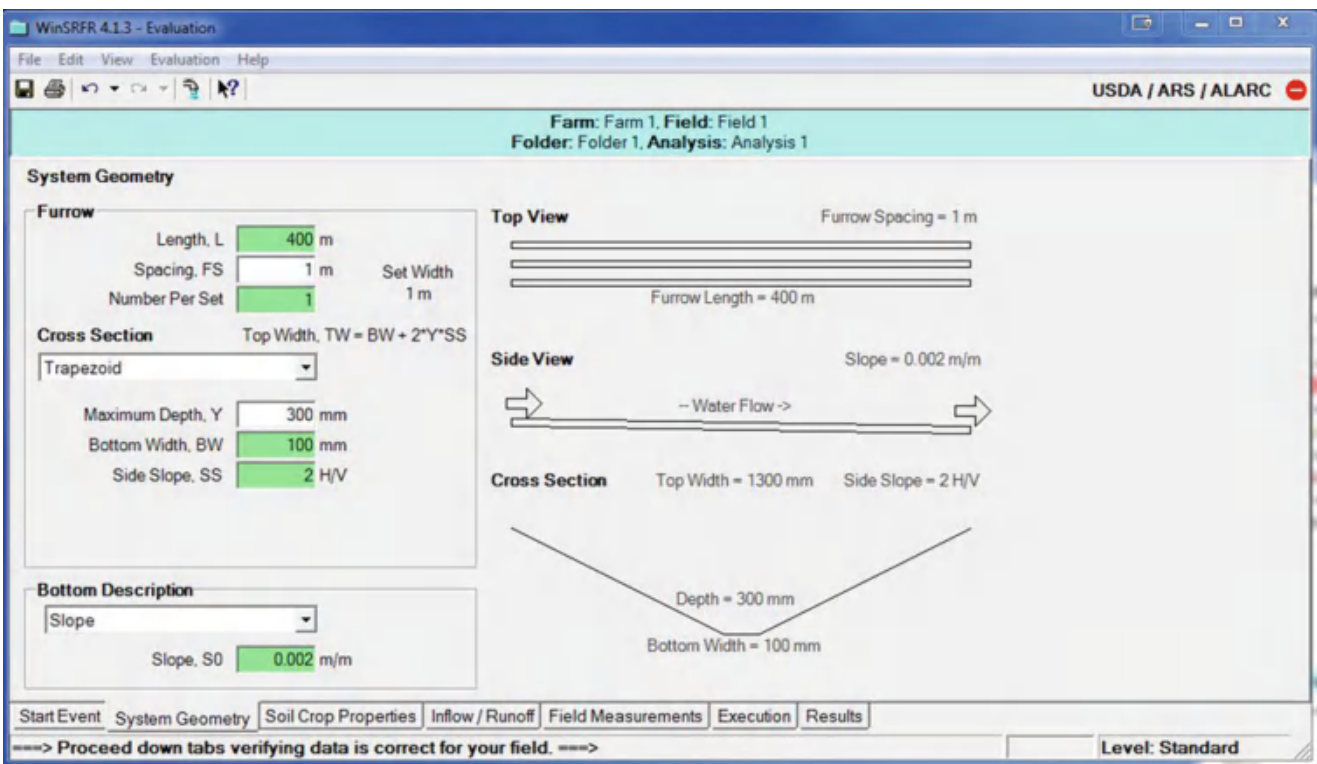 WinSRFR 4.1.3 - Evaluation
File Edit View Evaluation Help
USDA / ARS / ALARC
Farm: Farm 1, Field: Field 1
Folder: Folder 1, Analysis: Analysis 1
System Geometry
Furrow
Length, L 400 m
Spacing, FS 1 m
Number Per Set 1
Set Width
1 m
Cross Section Top Width, TW = BW + 2*Y*SS
Trapezoid
Maximum Depth, Y 300 mm
Bottom Width, BW 100 mm
Side Slope, SS 2 H/V
Bottom Description
Slope
Slope, S0 0.002 m/m
Top View Furrow Spacing = 1 m
Furrow Length = 400 m
Side View Slope = 0.002 m/m
-- Water Flow ->
Cross Section Top Width = 1300 mm Side Slope = 2 H/V
Depth = 300 mm
Bottom Width = 100 mm
Start Event System Geometry Soil Crop Properties Inflow / Runoff Field Measurements Execution Results
===> Proceed down tabs verifying data is correct for your field. ===> Level: Standard